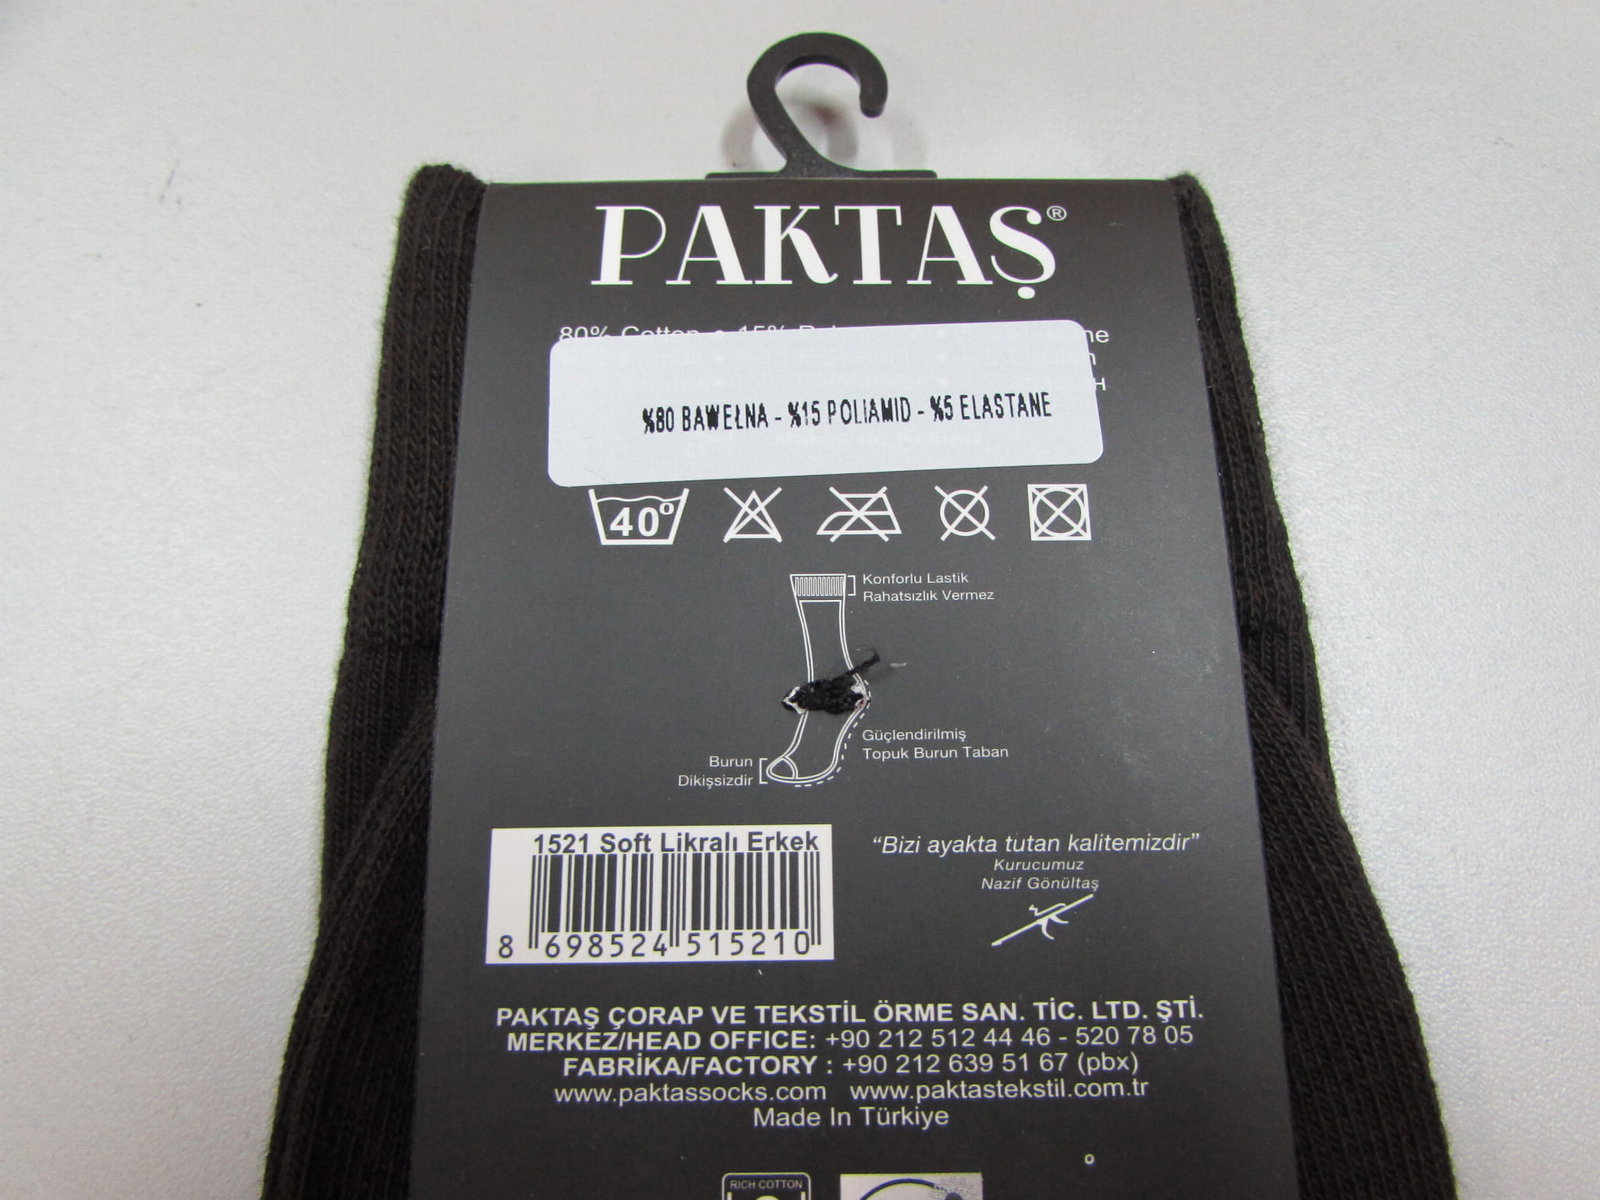 PAKTAŞ®
80% Cotton • 15%
%80 BAWEŁNA - %15 POLIAMID - %5 ELASTANE
40°
Konforlu Lastik
Rahatsızlık Vermez
Güçlendirilmiş
Topuk Burun Taban
Burun
Dikişsizdir
1521 Soft Likralı Erkek
8 698524 515210
“Bizi ayakta tutan kalitemizdir”
Kurucumuz
Nazif Gönültaş
PAKTAŞ ÇORAP VE TEKSTİL ÖRME SAN. TİC. LTD. ŞTİ.
MERKEZ/HEAD OFFICE: +90 212 512 44 46 - 520 78 05
FABRİKA/FACTORY : +90 212 639 51 67 (pbx)
www.paktassocks.com www.paktastekstil.com.tr
Made In Türkiye
RICH COTTON